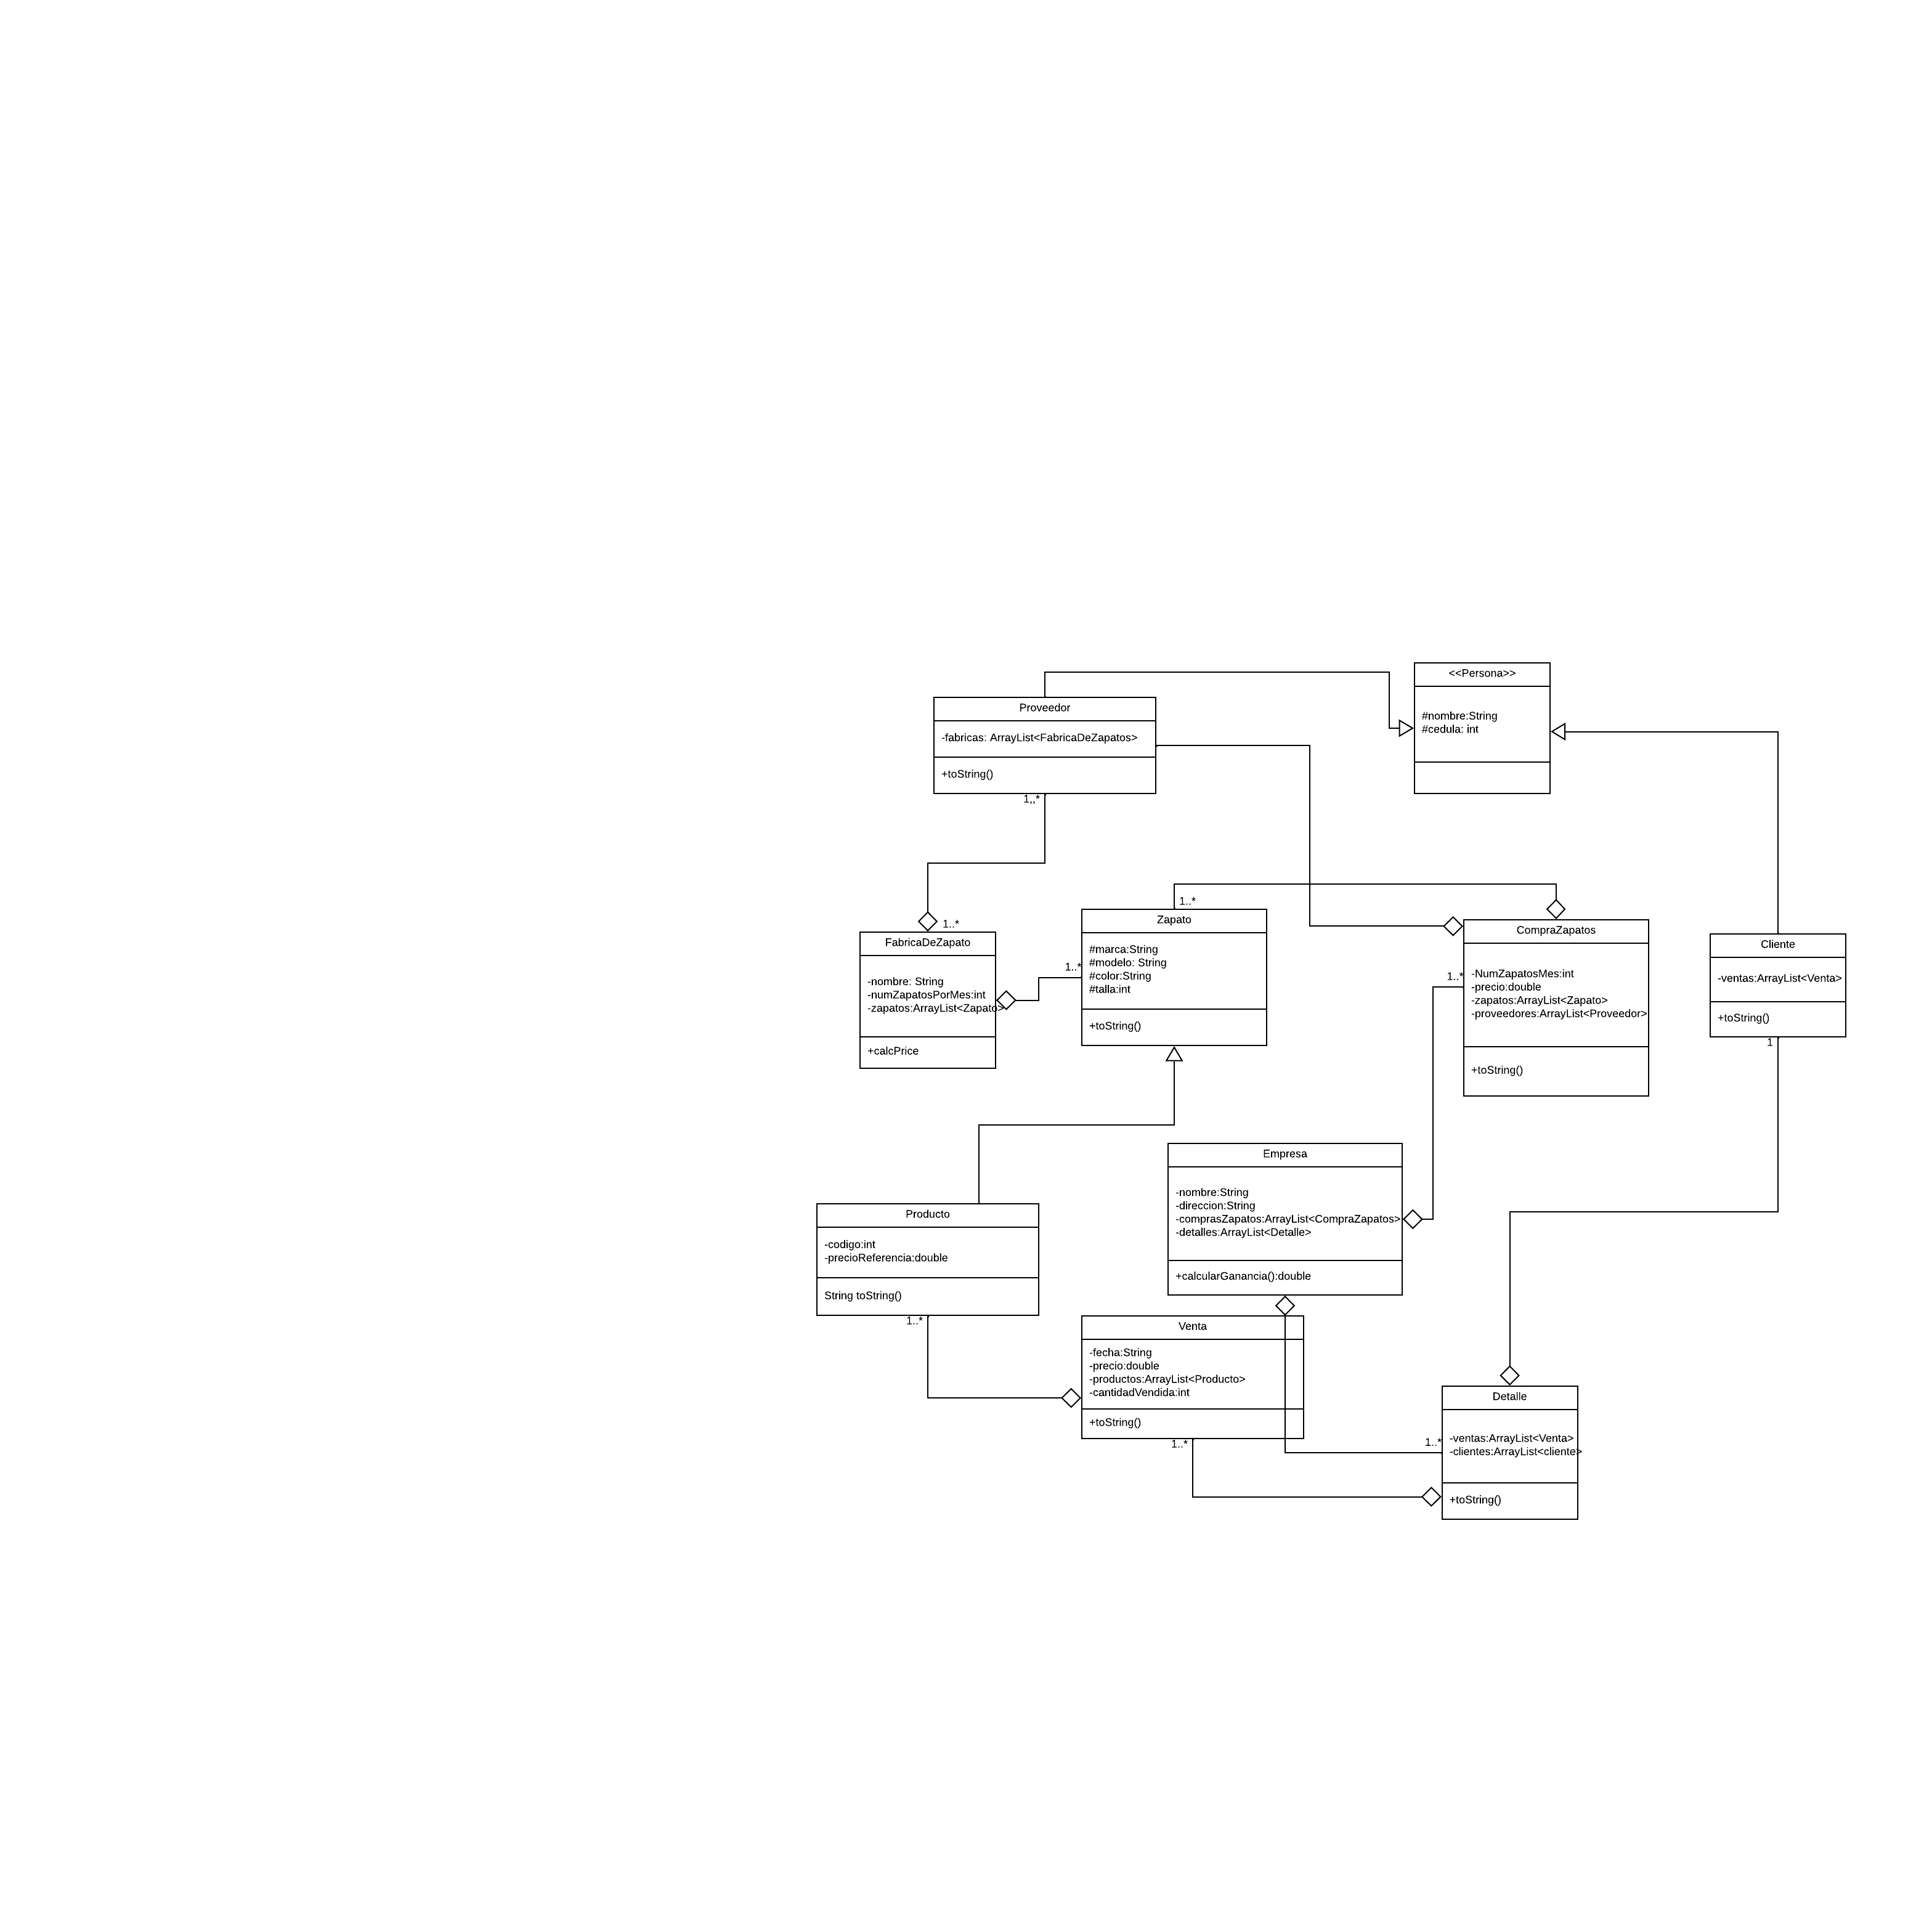 <<Persona>>
#nombre:String
#cedula: int
Proveedor
-fabricas: ArrayList<FabricaDeZapatos>
+toString()
1,,*
1..*
FabricaDeZapato
-nombre: String
-numZapatosPorMes:int
-zapatos:ArrayList<Zapato>
+calcPrice
1..*
Zapato
1..*
#marca:String
#modelo: String
#color:String
#talla:int
+toString()
CompraZapatos
1..*
-NumZapatosMes:int
-precio:double
-zapatos:ArrayList<Zapato>
-proveedores:ArrayList<Proveedor>
+toString()
Cliente
-ventas:ArrayList<Venta>
+toString()
1
Empresa
-nombre:String
-direccion:String
-comprasZapatos:ArrayList<CompraZapatos>
-detalles:ArrayList<Detalle>
+calcularGanancia():double
Producto
-codigo:int
-precioReferencia:double
String toString()
1..*
Venta
-fecha:String
-precio:double
-productos:ArrayList<Producto>
-cantidadVendida:int
+toString()
1..*
Detalle
1..*
-ventas:ArrayList<Venta>
-clientes:ArrayList<cliente>
+toString()